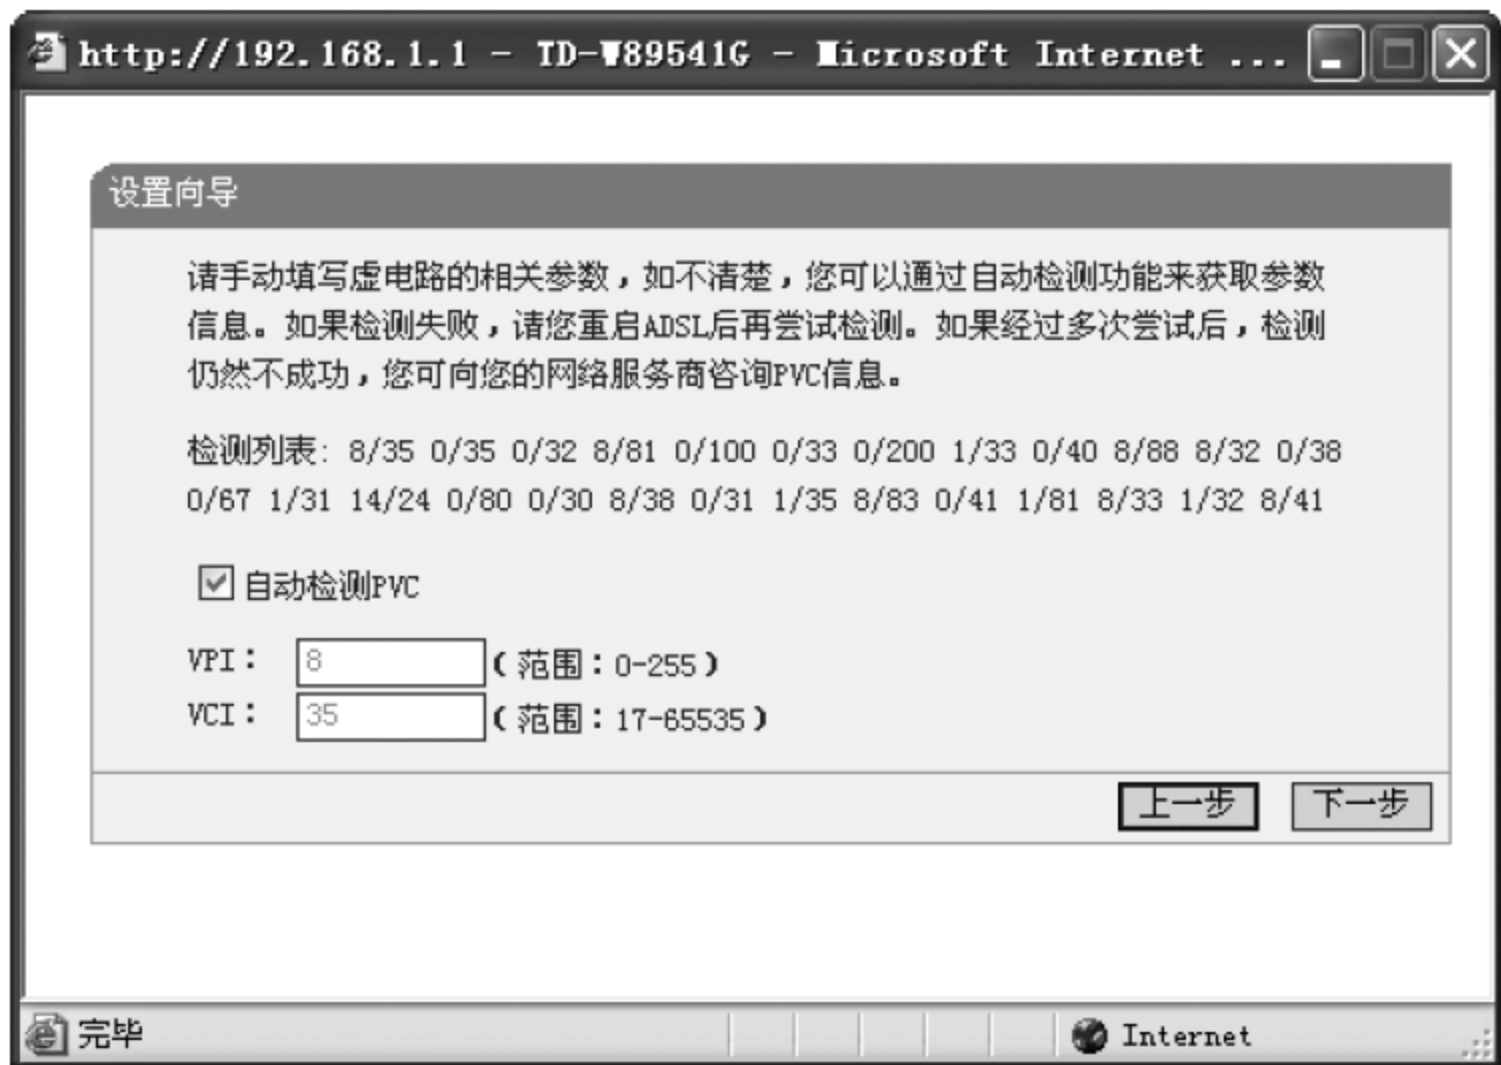 http://192.168.1.1 - TD-W89541G - Microsoft Internet ...
设置向导
请手动填写虚电路的相关参数，如不清楚，您可以通过自动检测功能来获取参数
信息。如果检测失败，请您重启ADSL后再尝试检测。如果经过多次尝试后，检测
仍然不成功，您可向您的网络服务商咨询PVC信息。
检测列表: 8/35 0/35 0/32 8/81 0/100 0/33 0/200 1/33 0/40 8/88 8/32 0/38
0/67 1/31 14/24 0/80 0/30 8/38 0/31 1/35 8/83 0/41 1/81 8/33 1/32 8/41
自动检测PVC
VPI： 8 (范围：0-255)
VCI： 35 (范围：17-65535)
上一步 下一步
完毕 Internet